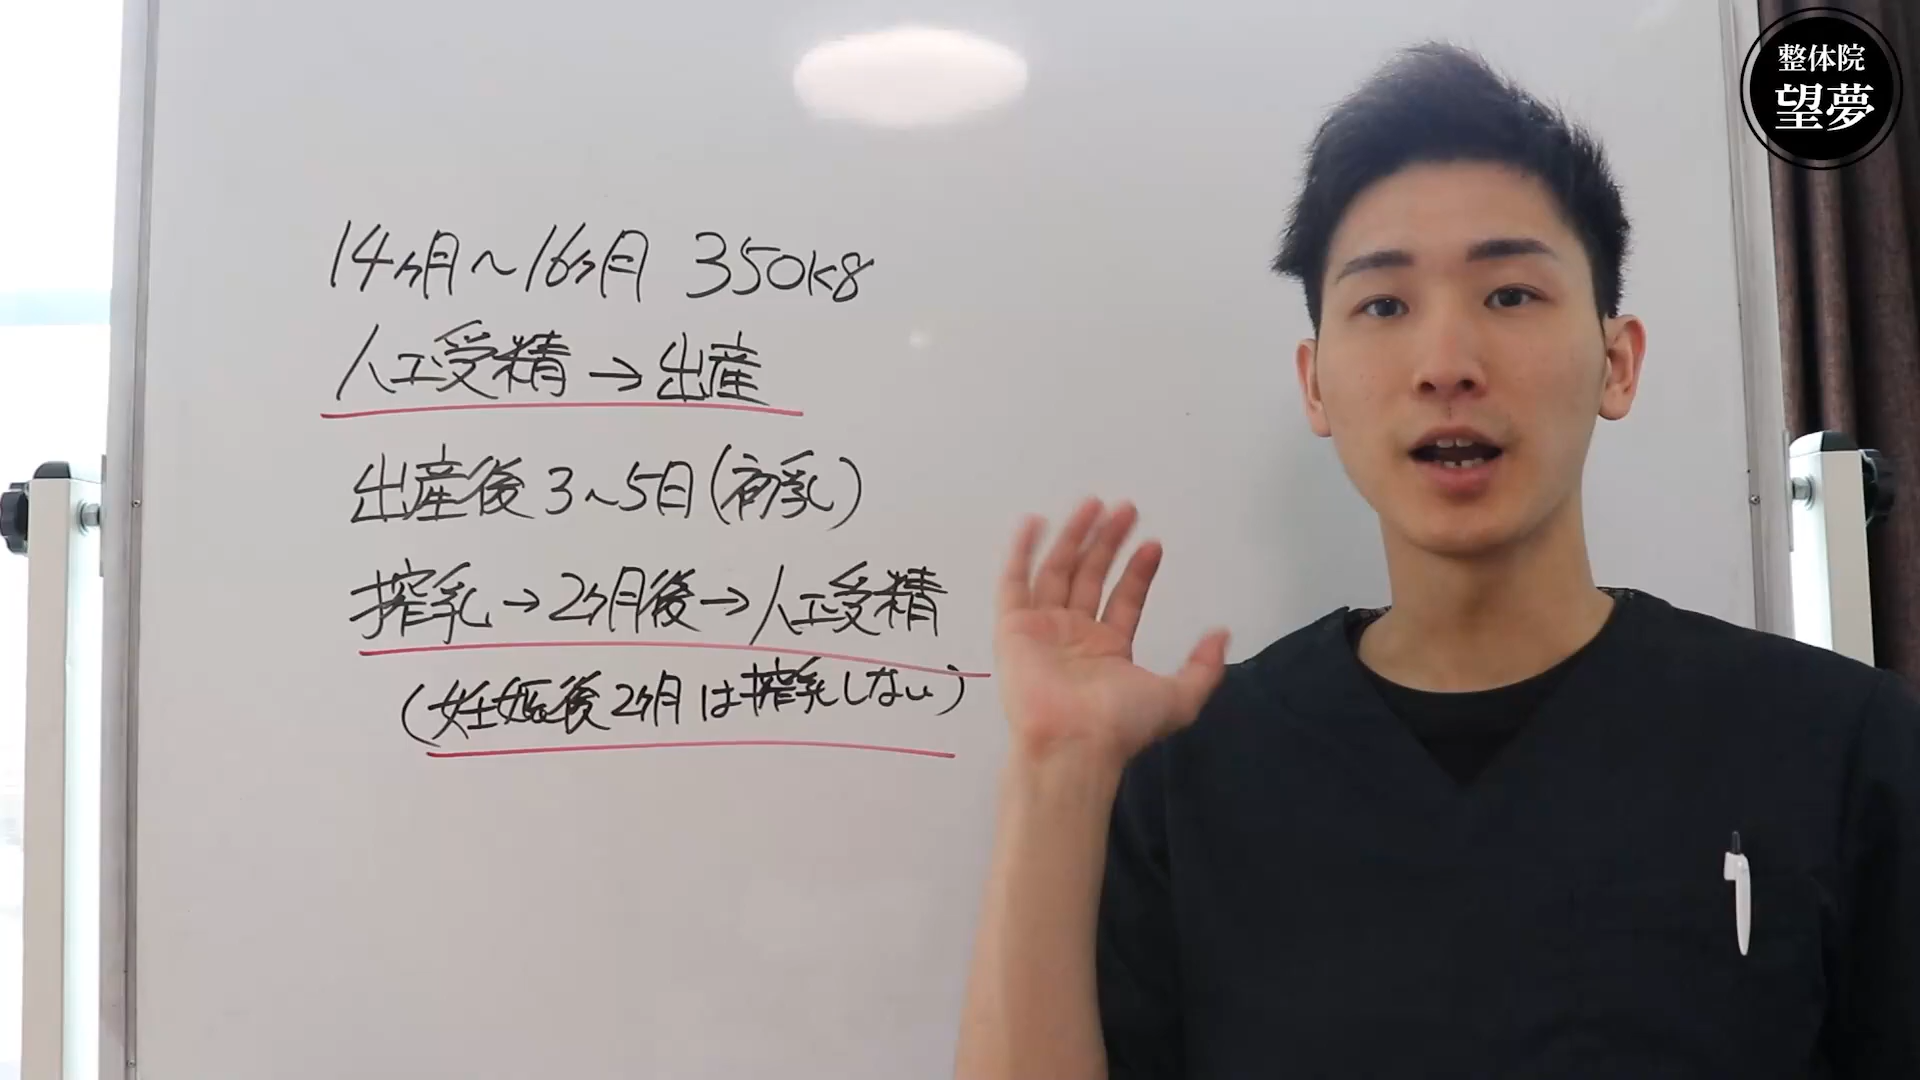 整体院
望夢
14ヶ月〜16ヶ月 350kg
人工受精→出産
出産後3〜5日(初乳)
搾乳→2ヶ月後→人工受精
(妊娠後2ヶ月は搾乳しない)